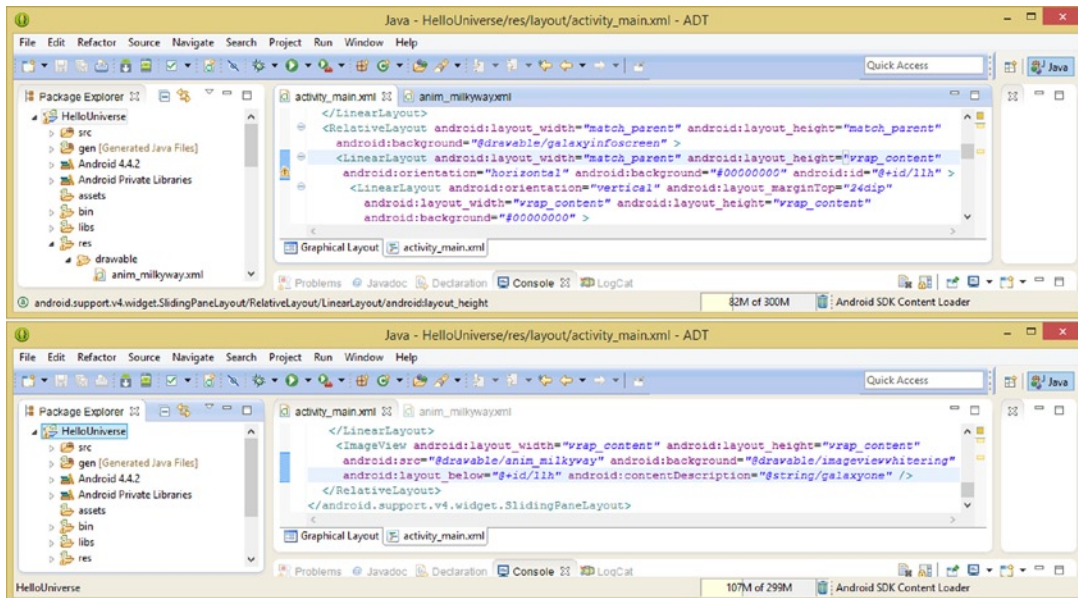 Java - HelloUniverse/res/layout/activity_main.xml - ADT
File Edit Refactor Source Navigate Search Project Run Window Help
Quick Access
Java
Package Explorer
HelloUniverse
src
gen [Generated Java Files]
Android 4.4.2
Android Private Libraries
assets
bin
libs
res
drawable
anim_milkyway.xml
activity_main.xml anim_milkyway.xml
</LinearLayout>
<RelativeLayout android:layout_width="match_parent" android:layout_height="match_parent"
android:background="@drawable/galaxyinfoscreen" >
<LinearLayout android:layout_width="match_parent" android:layout_height="wrap_content"
android:orientation="horizontal" android:background="#00000000" android:id="@+id/llh" >
<LinearLayout android:orientation="vertical" android:layout_marginTop="24dip"
android:layout_width="wrap_content" android:layout_height="wrap_content"
android:background="#00000000" >
Graphical Layout activity_main.xml
Problems @ Javadoc Declaration Console LogCat
android.support.v4.widget.SlidingPaneLayout/RelativeLayout/LinearLayout/android:layout_height
82M of 300M
Android SDK Content Loader
Java - HelloUniverse/res/layout/activity_main.xml - ADT
File Edit Refactor Source Navigate Search Project Run Window Help
Quick Access
Java
Package Explorer
HelloUniverse
src
gen [Generated Java Files]
Android 4.4.2
Android Private Libraries
assets
bin
libs
res
activity_main.xml anim_milkyway.xml
</LinearLayout>
<ImageView android:layout_width="wrap_content" android:layout_height="wrap_content"
android:src="@drawable/anim_milkyway" android:background="@drawable/imageviewwhitering"
android:layout_below="@+id/llh" android:contentDescription="@string/galaxyone" />
</RelativeLayout>
</android.support.v4.widget.SlidingPaneLayout>
Graphical Layout activity_main.xml
Problems @ Javadoc Declaration Console LogCat
HelloUniverse
107M of 299M
Android SDK Content Loader